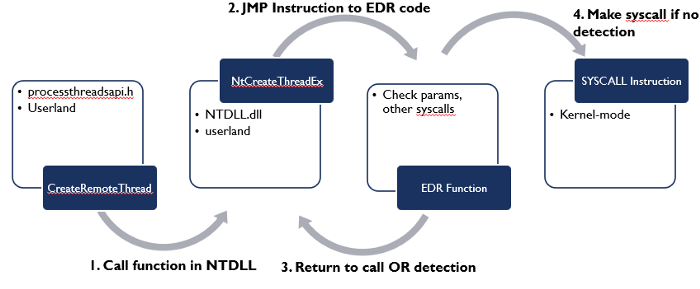 2. JMP Instruction to EDR code
4. Make syscall if no
detection
• processthreadsapi.h
• Userland
CreateRemoteThread
NtCreateThreadEx
• NTDLL.dll
• userland
• Check params,
other syscalls
EDR Function
SYSCALL Instruction
• Kernel-mode
1. Call function in NTDLL
3. Return to call OR detection